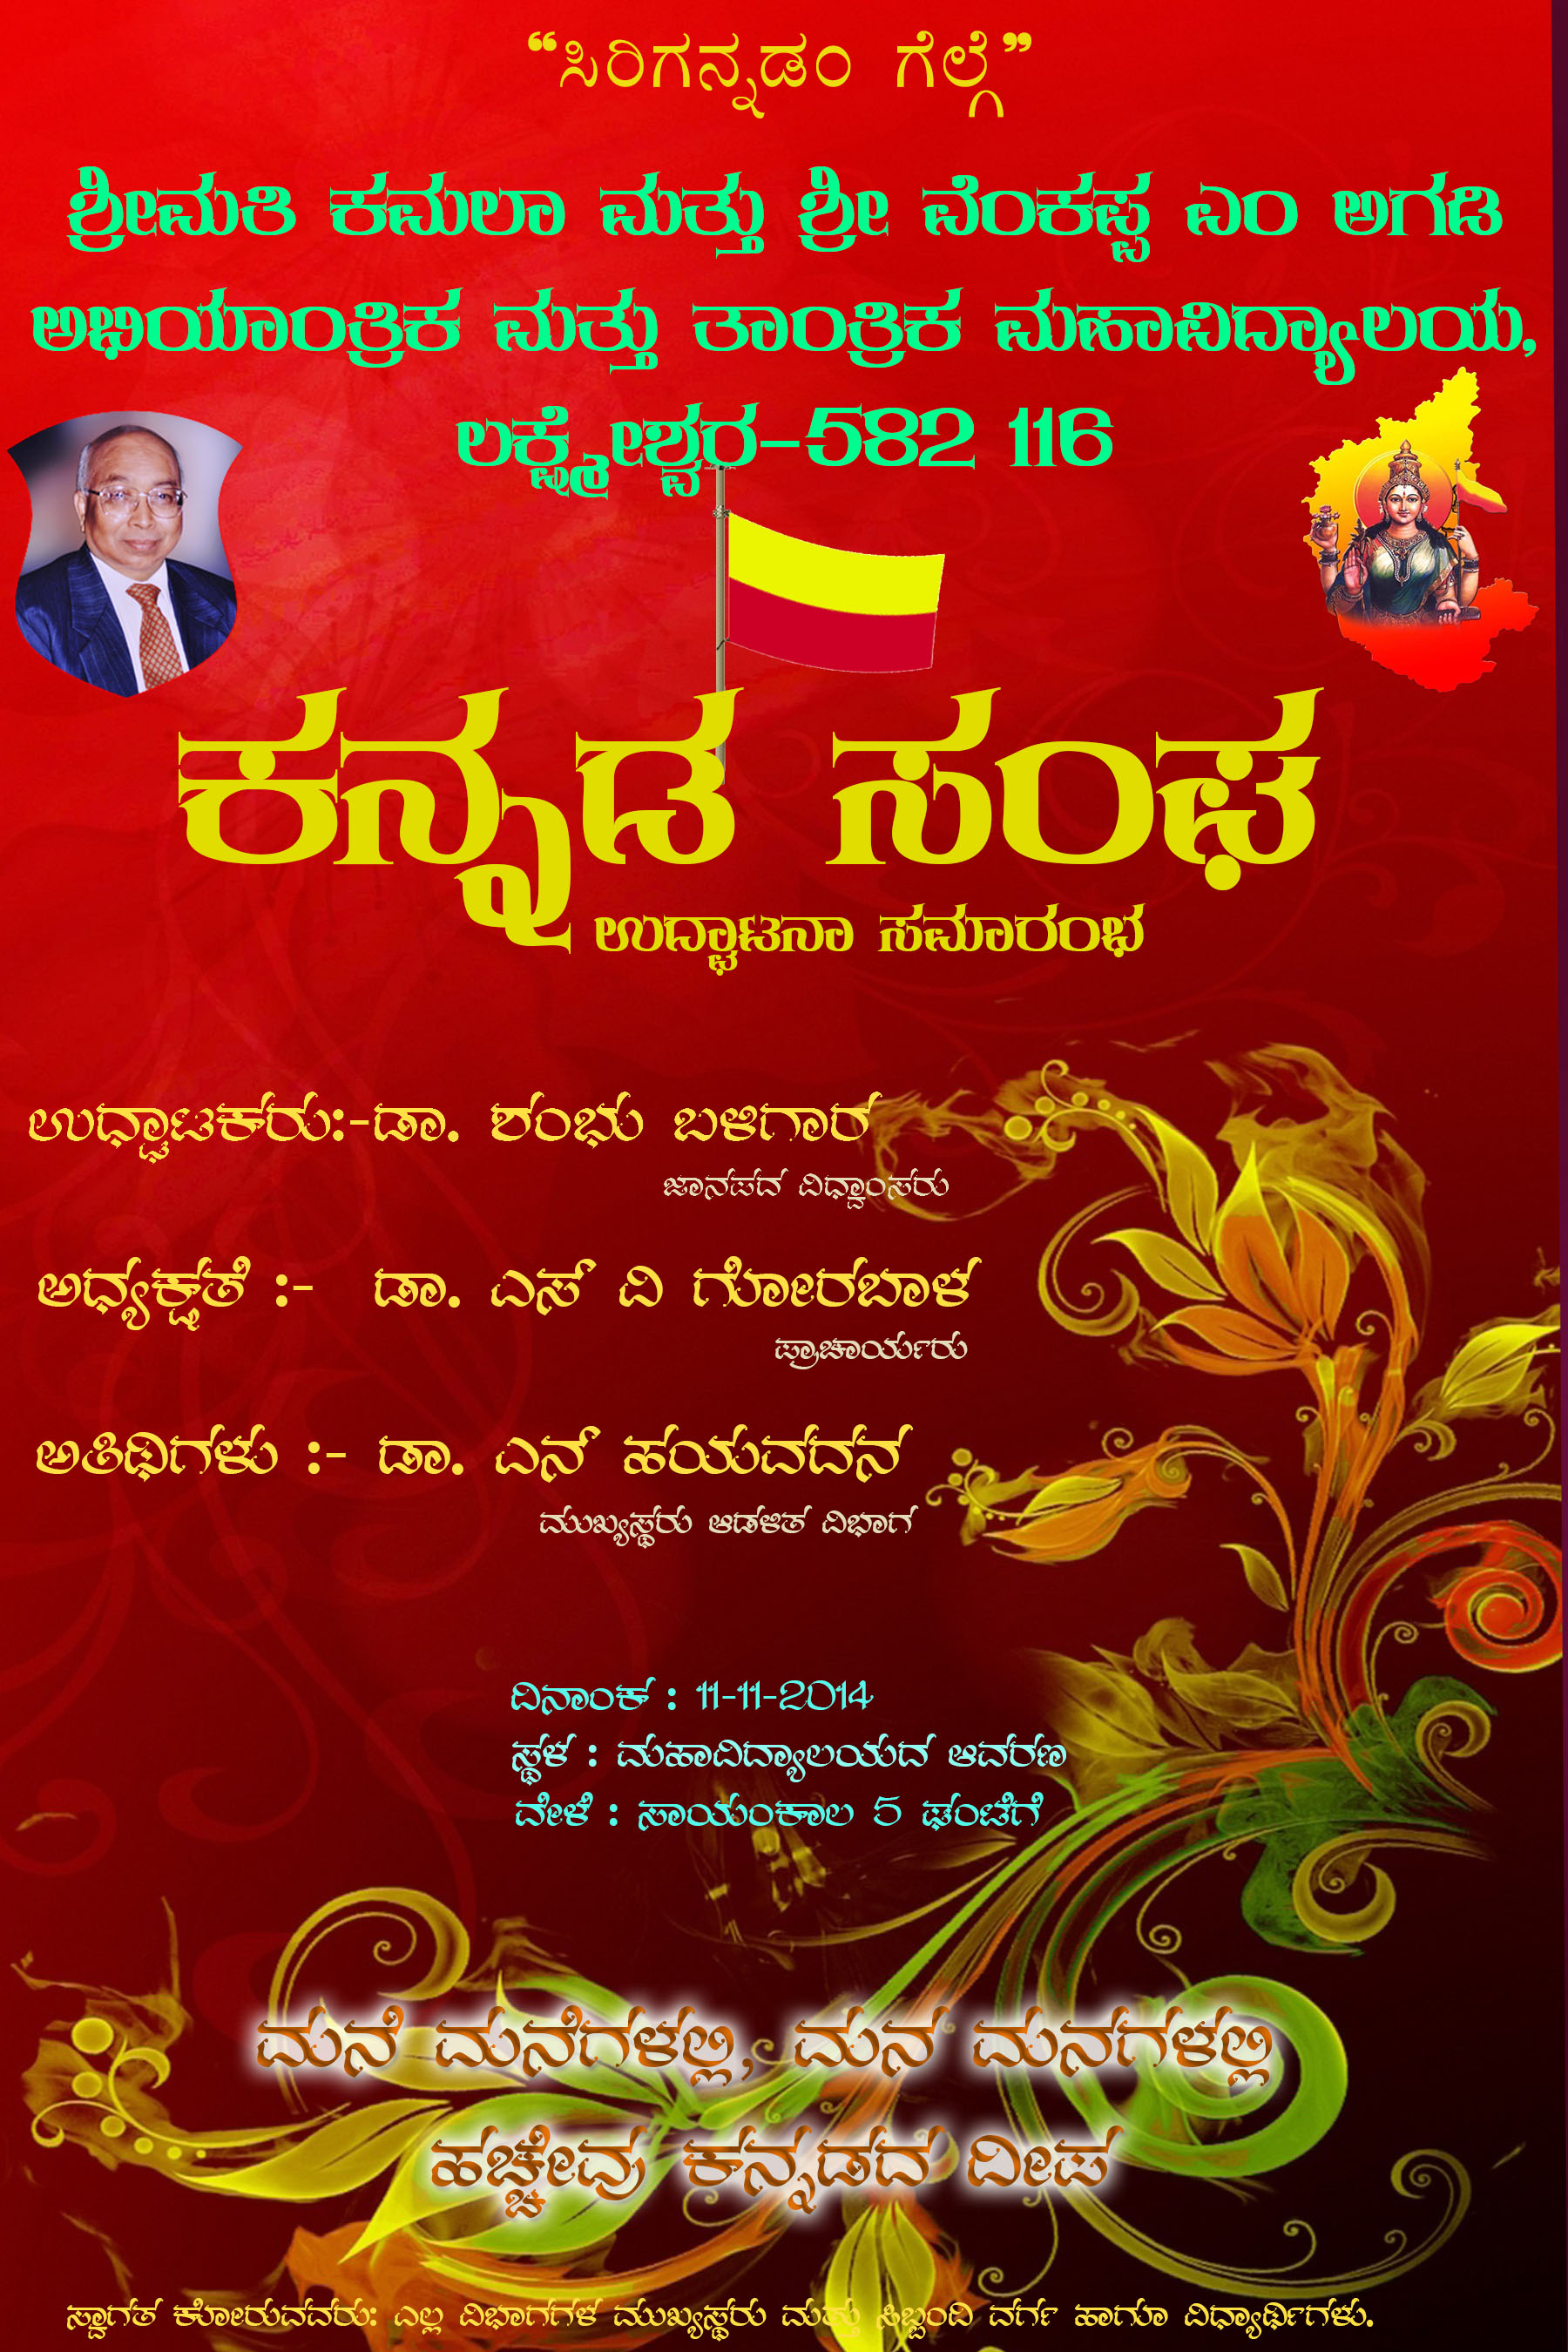 “ಸಿರಿಗನ್ನಡಂ ಗೆಲ್ಗೆ”
ಶ್ರೀಮತಿ ಕಮಲಾ ಮತ್ತು ಶ್ರೀ ವೆಂಕಪ್ಪ ಎಂ ಅಗಡಿ
ಅಭಿಯಾಂತ್ರಿಕ ಮತ್ತು ತಾಂತ್ರಿಕ ಮಹಾವಿದ್ಯಾಲಯ,
ಲಕ್ಷ್ಮೇಶ್ವರ-582 116
ಕನ್ನಡ ಸಂಘ
ಉದ್ಘಾಟನಾ ಸಮಾರಂಭ
ಉಧ್ಘಾಟಕರು:-ಡಾ. ಶಂಭು ಬಳಿಗಾರ
ಜಾನಪದ ವಿಧ್ವಾಂಸರು
ಅಧ್ಯಕ್ಷತೆ :- ಡಾ. ಎಸ್ ವಿ ಗೋರಬಾಳ
ಪ್ರಾಚಾರ್ಯರು
ಅತಿಥಿಗಳು :- ಡಾ. ಎನ್ ಹಯವದನ
ಮುಖ್ಯಸ್ಥರು ಆಡಳಿತ ವಿಭಾಗ
ದಿನಾಂಕ : 11-11-2014
ಸ್ಥಳ : ಮಹಾವಿದ್ಯಾಲಯದ ಆವರಣ
ವೇಳೆ : ಸಾಯಂಕಾಲ 5 ಘಂಟೆಗೆ
ಮನೆ ಮನೆಗಳಲ್ಲಿ, ಮನ ಮನಗಳಲ್ಲಿ
ಹಚ್ಚೇವು ಕನ್ನಡದ ದೀಪ
ಸ್ವಾಗತ ಕೋರುವವರು: ಎಲ್ಲ ವಿಭಾಗಗಳ ಮುಖ್ಯಸ್ಥರು ಮತ್ತು ಸಿಬ್ಬಂದಿ ವರ್ಗ ಹಾಗೂ ವಿಧ್ಯಾರ್ಥಿಗಳು.